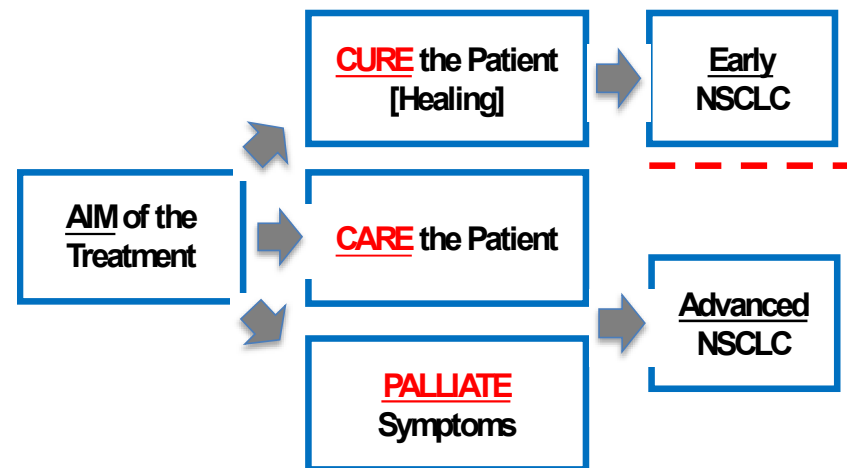 AIM of the
Treatment
CURE the Patient
[Healing]
CARE the Patient
PALLIATE
Symptoms
Early
NSCLC
Advanced
NSCLC